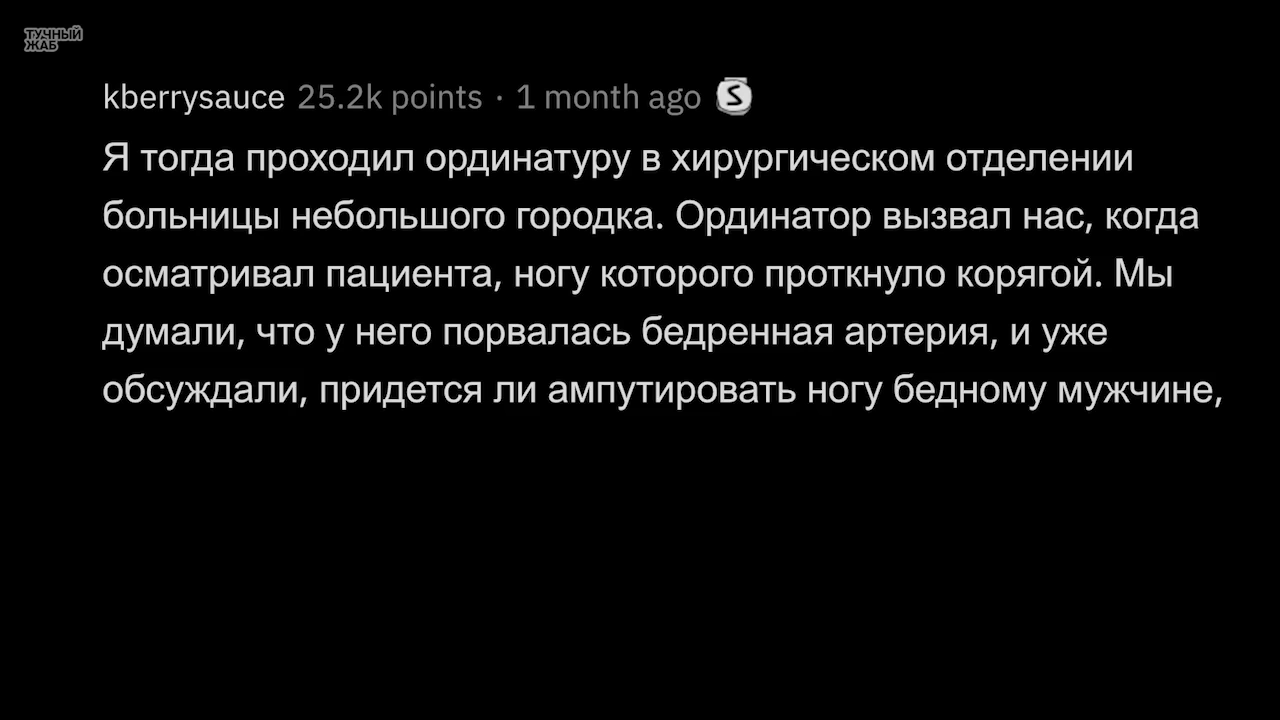 ТУЧНЫЙ
ЖАБ
kberrysauce 25.2k points · 1 month ago S
Я тогда проходил ординатуру в хирургическом отделении
больницы небольшого городка. Ординатор вызвал нас, когда
осматривал пациента, ногу которого проткнуло корягой. Мы
думали, что у него порвалась бедренная артерия, и уже
обсуждали, придется ли ампутировать ногу бедному мужчине,